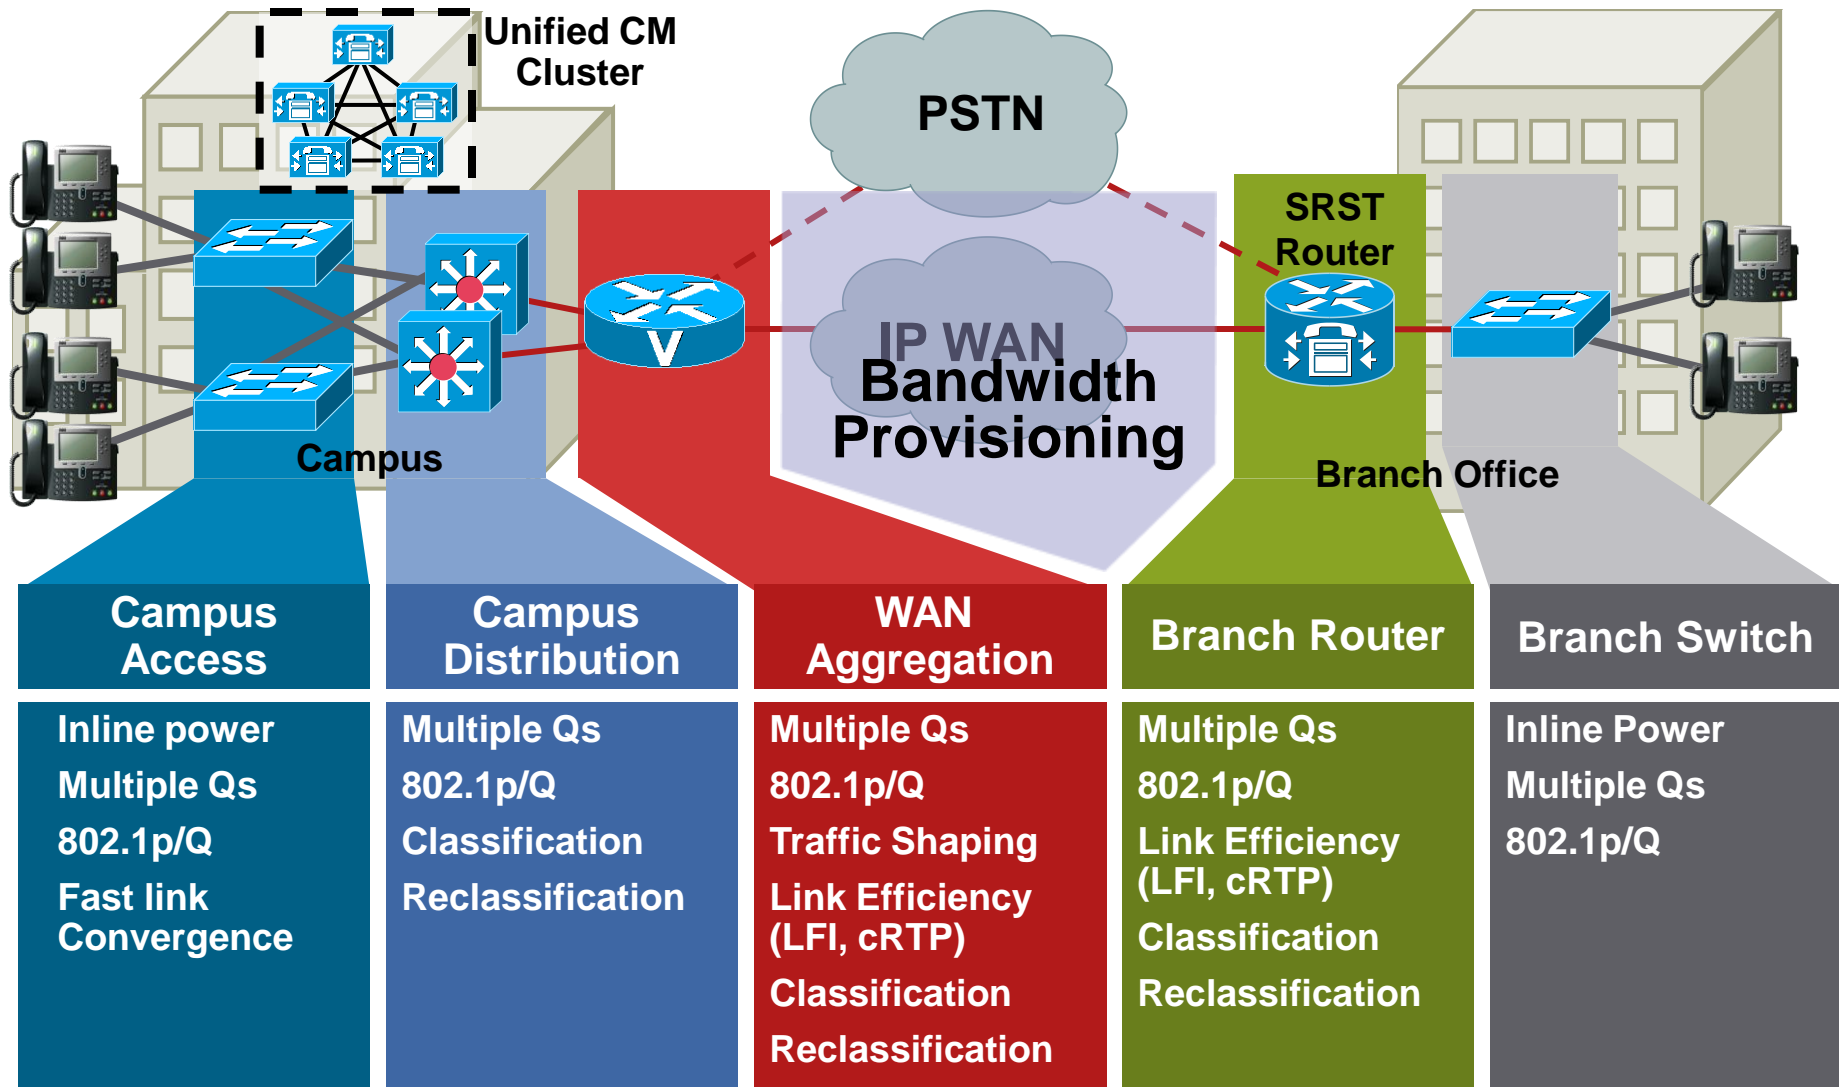 Unified CM
Cluster
PSTN
SRST
Router
IP WAN
Bandwidth
Provisioning
Campus
Branch Office
V
Campus
Access
Campus
Distribution
WAN
Aggregation
Branch Router
Branch Switch
Inline power
Multiple Qs
802.1p/Q
Fast link
Convergence
Multiple Qs
802.1p/Q
Classification
Reclassification
Multiple Qs
802.1p/Q
Traffic Shaping
Link Efficiency
(LFI, cRTP)
Classification
Reclassification
Multiple Qs
802.1p/Q
Link Efficiency
(LFI, cRTP)
Classification
Reclassification
Inline Power
Multiple Qs
802.1p/Q